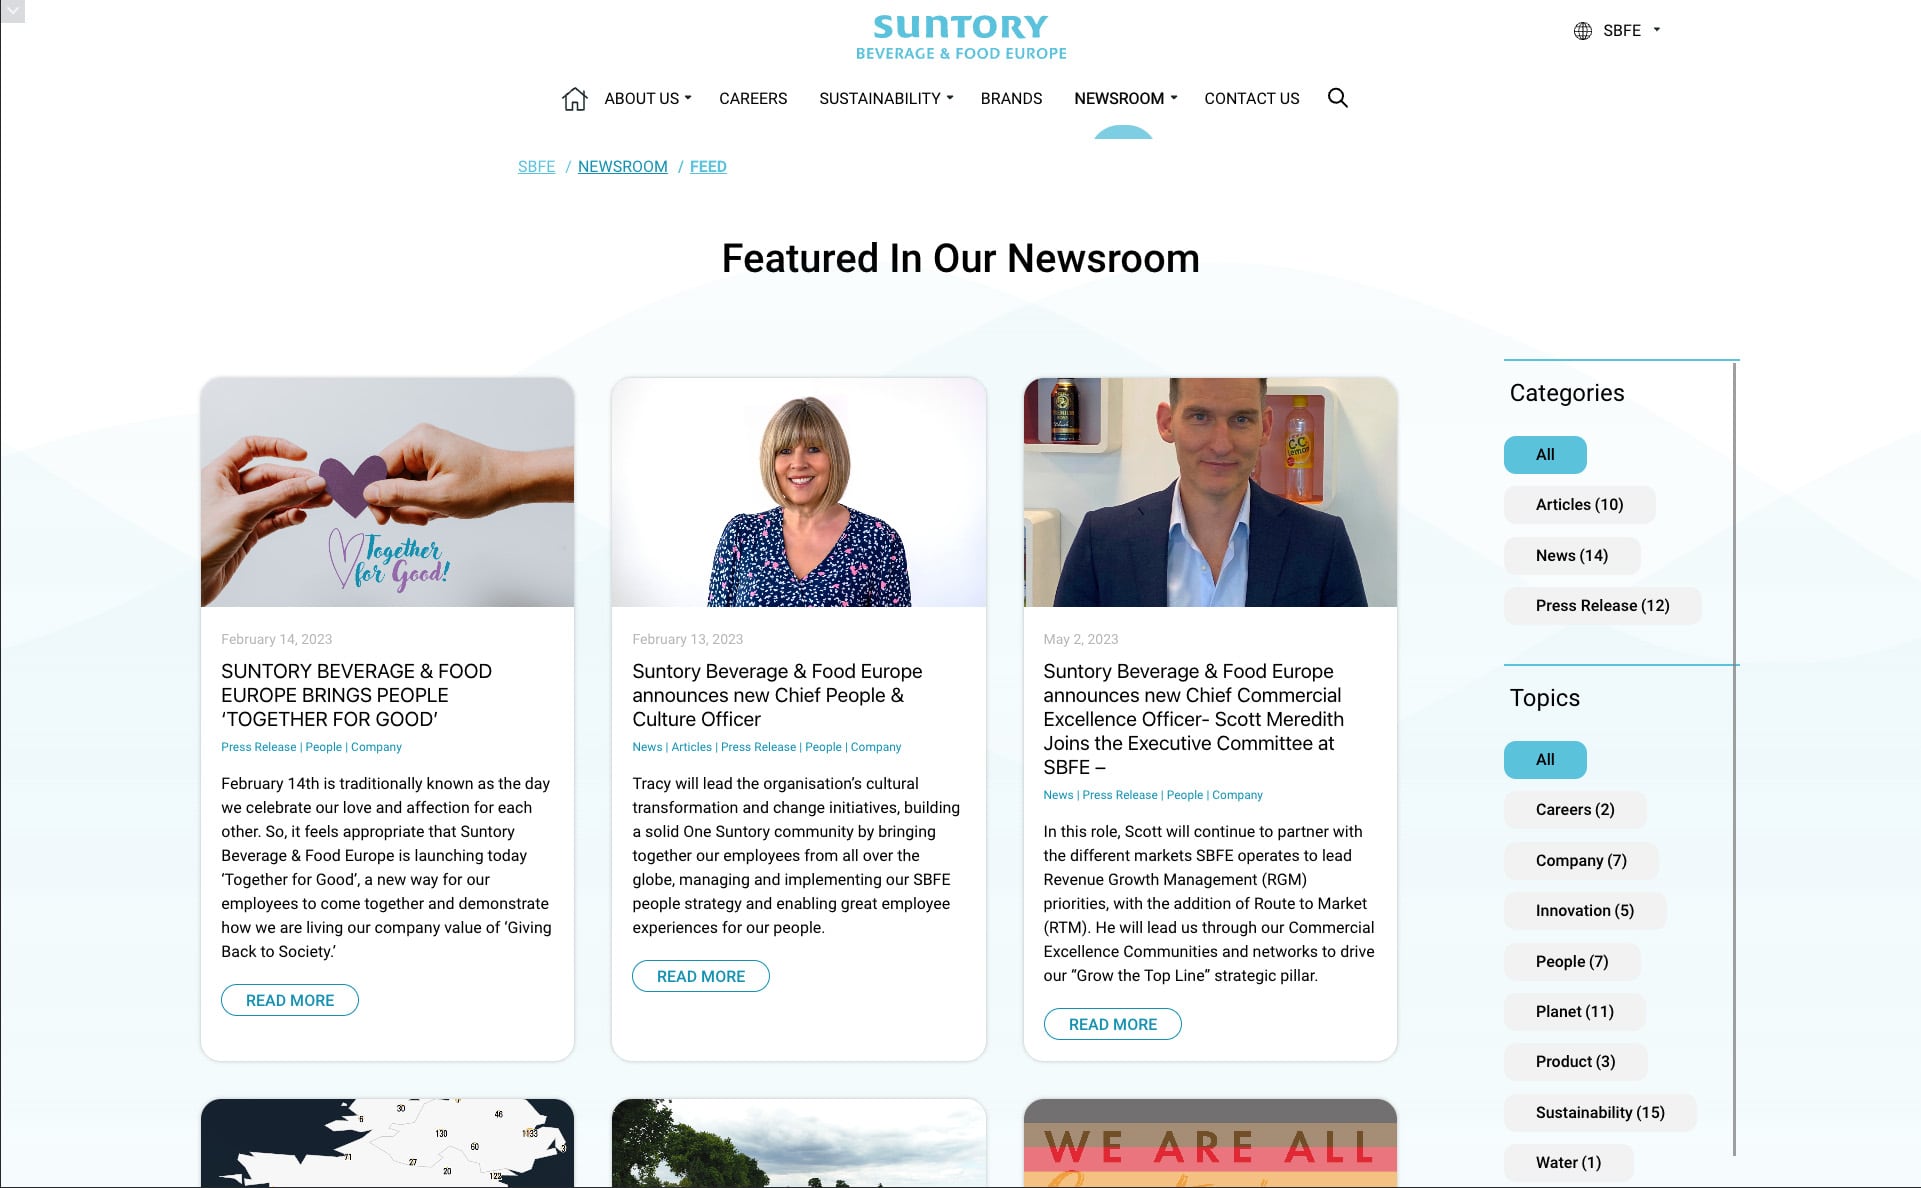 SUNTORY
BEVERAGE & FOOD EUROPE
SBFE
ABOUT US
CAREERS
SUSTAINABILITY
BRANDS
NEWSROOM
CONTACT US
SBFE / NEWSROOM / FEED
Featured In Our Newsroom
Together
for Good!
February 14, 2023
SUNTORY BEVERAGE & FOOD
EUROPE BRINGS PEOPLE
‘TOGETHER FOR GOOD’
Press Release | People | Company
February 14th is traditionally known as the day
we celebrate our love and affection for each
other. So, it feels appropriate that Suntory
Beverage & Food Europe is launching today
‘Together for Good’, a new way for our
employees to come together and demonstrate
how we are living our company value of ‘Giving
Back to Society.’
READ MORE
February 13, 2023
Suntory Beverage & Food Europe
announces new Chief People &
Culture Officer
News | Articles | Press Release | People | Company
Tracy will lead the organisation’s cultural
transformation and change initiatives, building
a solid One Suntory community by bringing
together our employees from all over the
globe, managing and implementing our SBFE
people strategy and enabling great employee
experiences for our people.
READ MORE
PREMIUM
C.C.
Lemon
May 2, 2023
Suntory Beverage & Food Europe
announces new Chief Commercial
Excellence Officer- Scott Meredith
Joins the Executive Committee at
SBFE –
News | Press Release | People | Company
In this role, Scott will continue to partner with
the different markets SBFE operates to lead
Revenue Growth Management (RGM)
priorities, with the addition of Route to Market
(RTM). He will lead us through our Commercial
Excellence Communities and networks to drive
our “Grow the Top Line” strategic pillar.
READ MORE
30
46
6
130
1133
60
71
27
20
122
WE ARE ALL
Categories
All
Articles (10)
News (14)
Press Release (12)
Topics
All
Careers (2)
Company (7)
Innovation (5)
People (7)
Planet (11)
Product (3)
Sustainability (15)
Water (1)